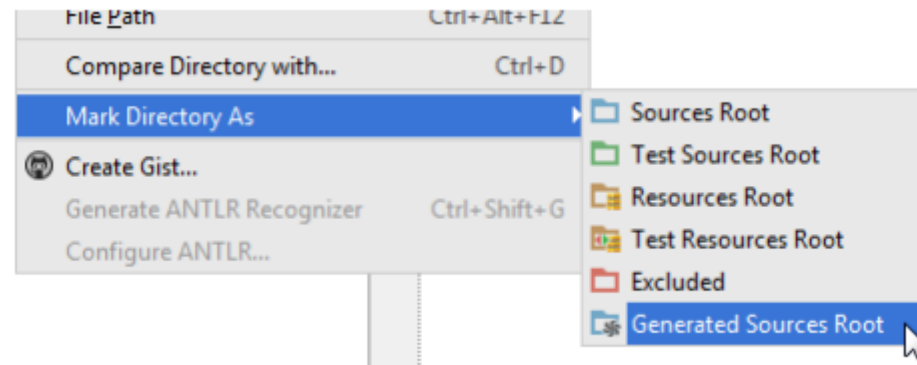 File Path Ctrl+Alt+F12
Compare Directory with... Ctrl+D
Mark Directory As
Create Gist...
Generate ANTLR Recognizer Ctrl+Shift+G
Configure ANTLR...
Sources Root
Test Sources Root
Resources Root
Test Resources Root
Excluded
Generated Sources Root